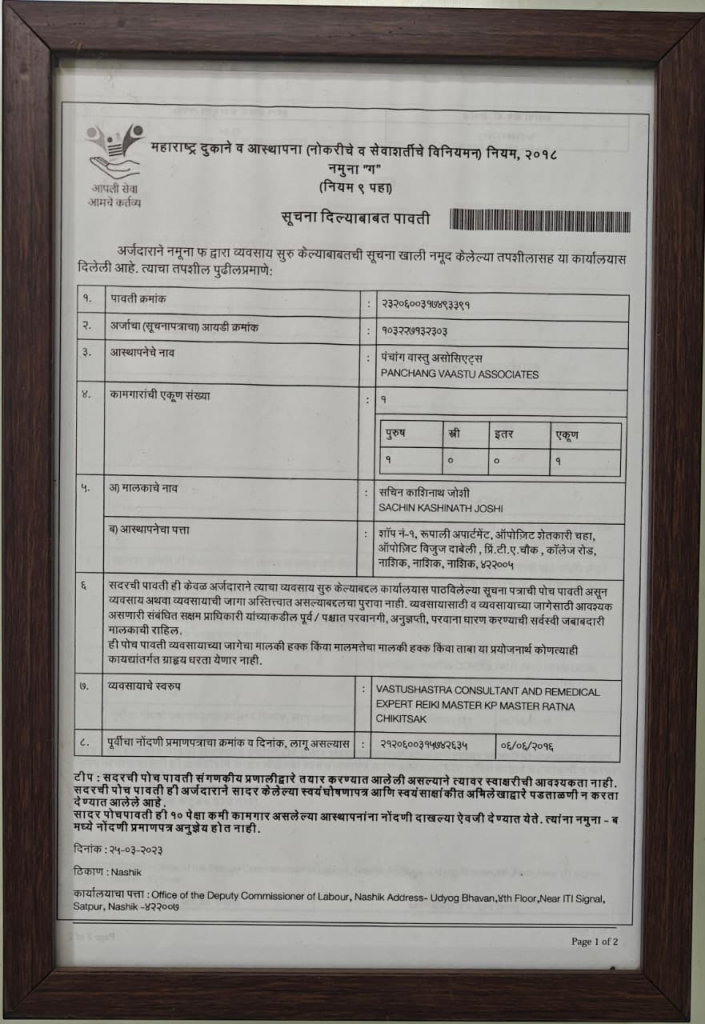 आपली सेवा
आमचे कर्तव्य
महाराष्ट्र दुकाने व आस्थापना (नोकरीचे व सेवाशर्तीचे विनियमन) नियम, २०१८
नमुना "ग"
(नियम ९ पहा)
सूचना दिल्याबाबत पावती
अर्जदाराने नमूना फ द्वारा व्यवसाय सुरु केल्याबाबतची सूचना खाली नमूद केलेल्या तपशीलासह या कार्यालयास
दिलेली आहे. त्याचा तपशील पुढीलप्रमाणे:
१. पावती क्रमांक : २३२०६००३१७४९३३९१
२. अर्जाचा (सूचनापत्राचा) आयडी क्रमांक : १०३२२७१३२३०३
३. आस्थापनेचे नाव : पंचांग वास्तु असोसिएट्स
PANCHANG VAASTU ASSOCIATES
४. कामगारांची एकूण संख्या : १
पुरुष स्त्री इतर एकूण
१ ० ० १
५. अ) मालकाचे नाव : सचिन काशिनाथ जोशी
SACHIN KASHINATH JOSHI
ब) आस्थापनेचा पत्ता : शॉप नं-१, रूपाली अपार्टमेंट, ऑपोज़िट शेतकारी चहा,
ऑपोज़िट विजुज दाबेली , प्रि.टी.ए.चौक , कॉलेज रोड,
नाशिक, नाशिक, नाशिक, ४२२००५
६ सदरची पावती ही केवळ अर्जदाराने त्याचा व्यवसाय सुरु केल्याबद्दल कार्यालयास पाठविलेल्या सूचना पत्राची पोच पावती असून
व्यवसाय अथवा व्यवसायाची जागा अस्तित्त्वात असल्याबद्दलचा पुरावा नाही. व्यवसायासाठी व व्यवसायाच्या जागेसाठी आवश्यक
असणारी संबंधित सक्षम प्राधिकारी यांच्याकडील पूर्व / पश्चात परवानगी, अनुज्ञप्ती, परवाना धारण करण्याची सर्वस्वी जबाबदारी
मालकाची राहिल.
ही पोच पावती व्यवसायाच्या जागेचा मालकी हक्क किंवा मालमत्तेचा मालकी हक्क किंवा ताबा या प्रयोजनार्थ कोणत्याही
कायद्यांतर्गत ग्राह्य धरता येणार नाही.
७. व्यवसायाचे स्वरुप : VASTUSHASTRA CONSULTANT AND REMEDICAL
EXPERT REIKI MASTER KP MASTER RATNA
CHIKITSAK
८. पूर्वीचा नोंदणी प्रमाणपत्राचा क्रमांक व दिनांक, लागू असल्यास : २१२०६००३१५७४२६३५ ०६/०६/२०१६
टीप : सदरची पोच पावती संगणकीय प्रणालीद्वारे तयार करण्यात आलेली असल्याने त्यावर स्वाक्षरीची आवश्यकता नाही.
सदरची पोच पावती ही अर्जदाराने सादर केलेल्या स्वयंघोषणापत्र आणि स्वयंसाक्षांकीत अभिलेखाद्वारे पडताळणी न करता
देण्यात आलेले आहे.
सादर पोचपावती ही १० पेक्षा कमी कामगार असलेल्या आस्थापनांना नोंदणी दाखल्या ऐवजी देण्यात येते. त्यांना नमुना - ब
मध्ये नोंदणी प्रमाणपत्र अनुज्ञेय होत नाही.
दिनांक : २५-०३-२०२३
ठिकाण : Nashik
कार्यालयाचा पत्ता : Office of the Deputy Commissioner of Labour, Nashik Address- Udyog Bhavan,४th Floor,Near ITI Signal,
Satpur, Nashik -४२२००७
Page 1 of 2